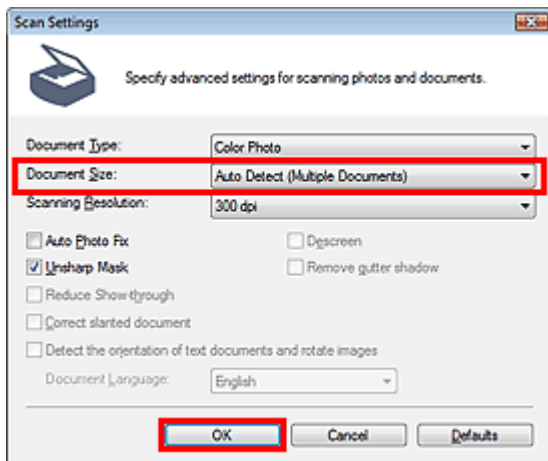 Scan Settings
Specify advanced settings for scanning photos and documents.
Document Type: Color Photo
Document Size: Auto Detect (Multiple Documents)
Scanning Resolution: 300 dpi
Auto Photo Fix Descreen
Unsharp Mask Remove gutter shadow
Reduce Show-through
Correct slanted document
Detect the orientation of text documents and rotate images
Document Language: English
OK Cancel Defaults